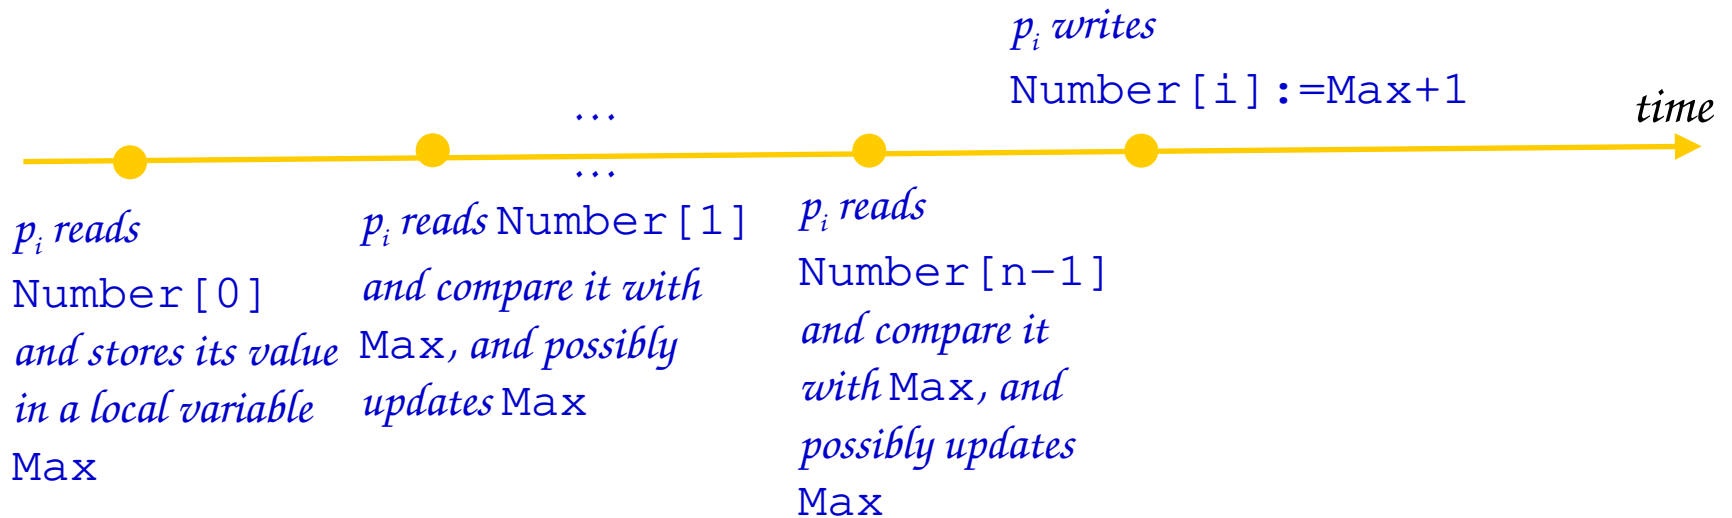 pᵢ writes
Number[i]:=Max+1
time
...
...
pᵢ reads
Number[0]
and stores its value
in a local variable
Max
pᵢ reads Number[1]
and compare it with
Max, and possibly
updates Max
pᵢ reads
Number[n-1]
and compare it
with Max, and
possibly updates
Max